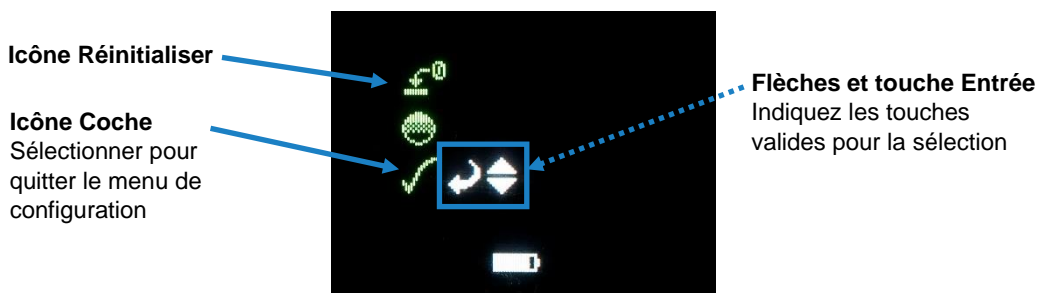 Icône Réinitialiser
Icône Coche
Sélectionner pour
quitter le menu de
configuration
0
Flèches et touche Entrée
Indiquez les touches
valides pour la sélection